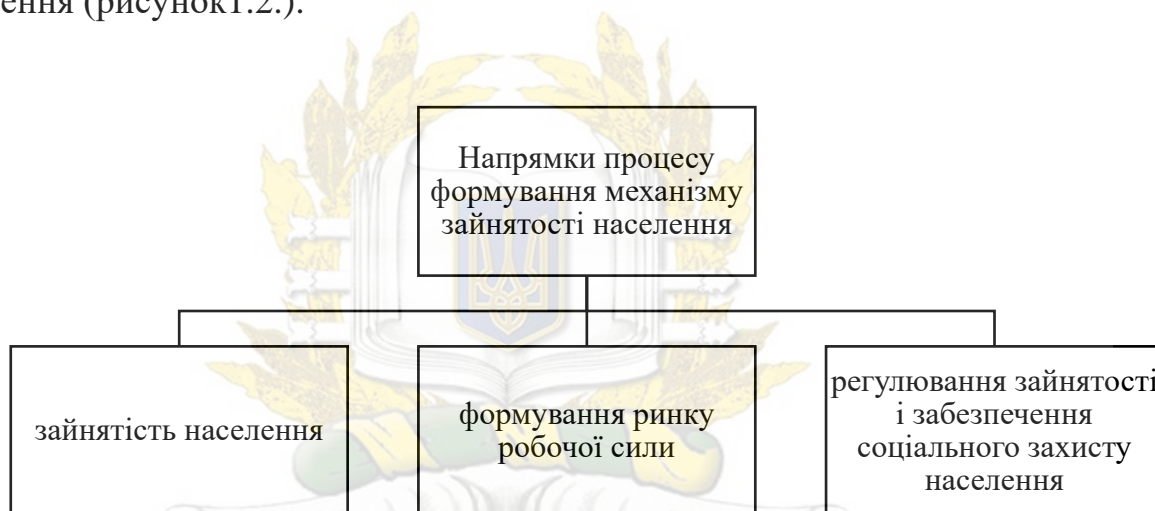 ення (рисунок1.2.).
Напрямки процесу
формування механізму
зайнятості населення
зайнятість населення
формування ринку
робочої сили
регулювання зайнятості
і забезпечення
соціального захисту
населення